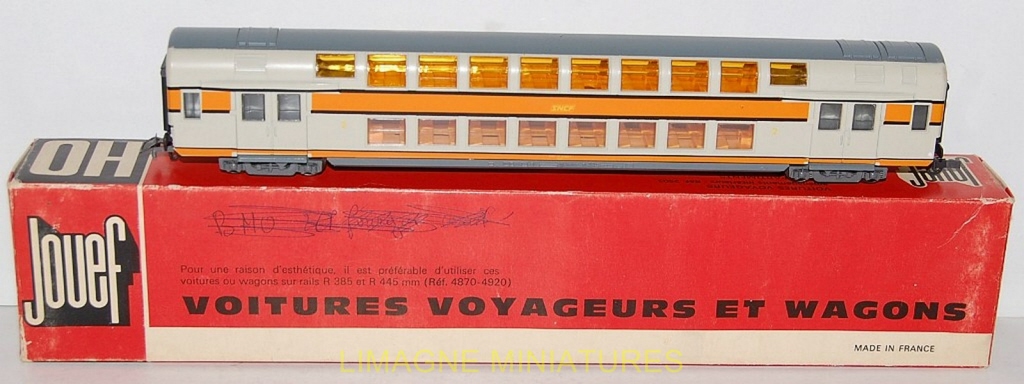 SNCF
HO
Jouef
Jouef
BMO
Pour une raison d'esthétique, il est préférable d'utiliser ces
voitures ou wagons sur rails R 385 et R 445 mm (Réf. 4870-4920)
VOITURES VOYAGEURS ET WAGONS
MADE IN FRANCE
LIMAGNE MINIATURES